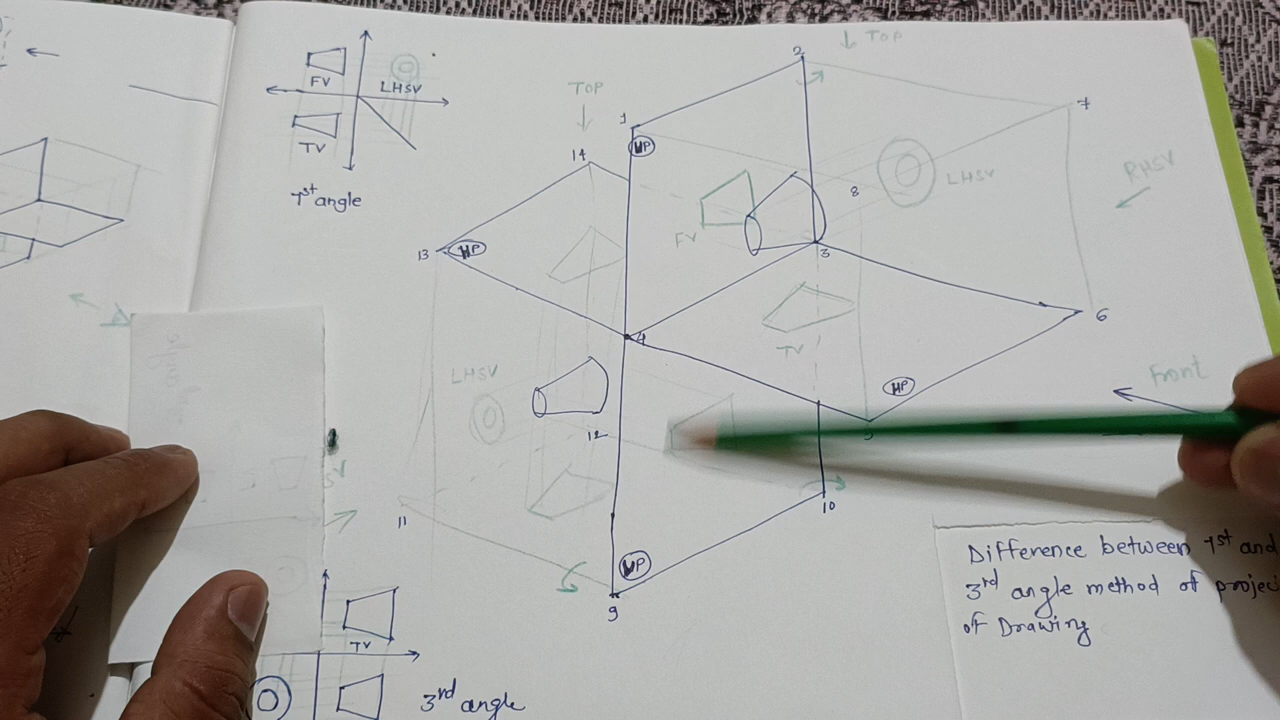 FV
LHSV
TV
1st angle
TOP
TOP
2
7
1
VP
14
8
LHSV
RHSV
FV
3
13
HP
4
6
TV
LHSV
HP
Front
12
5
11
10
VP
9
Difference between 1st and
3rd angle method of projec
of Drawing
TV
3rd angle